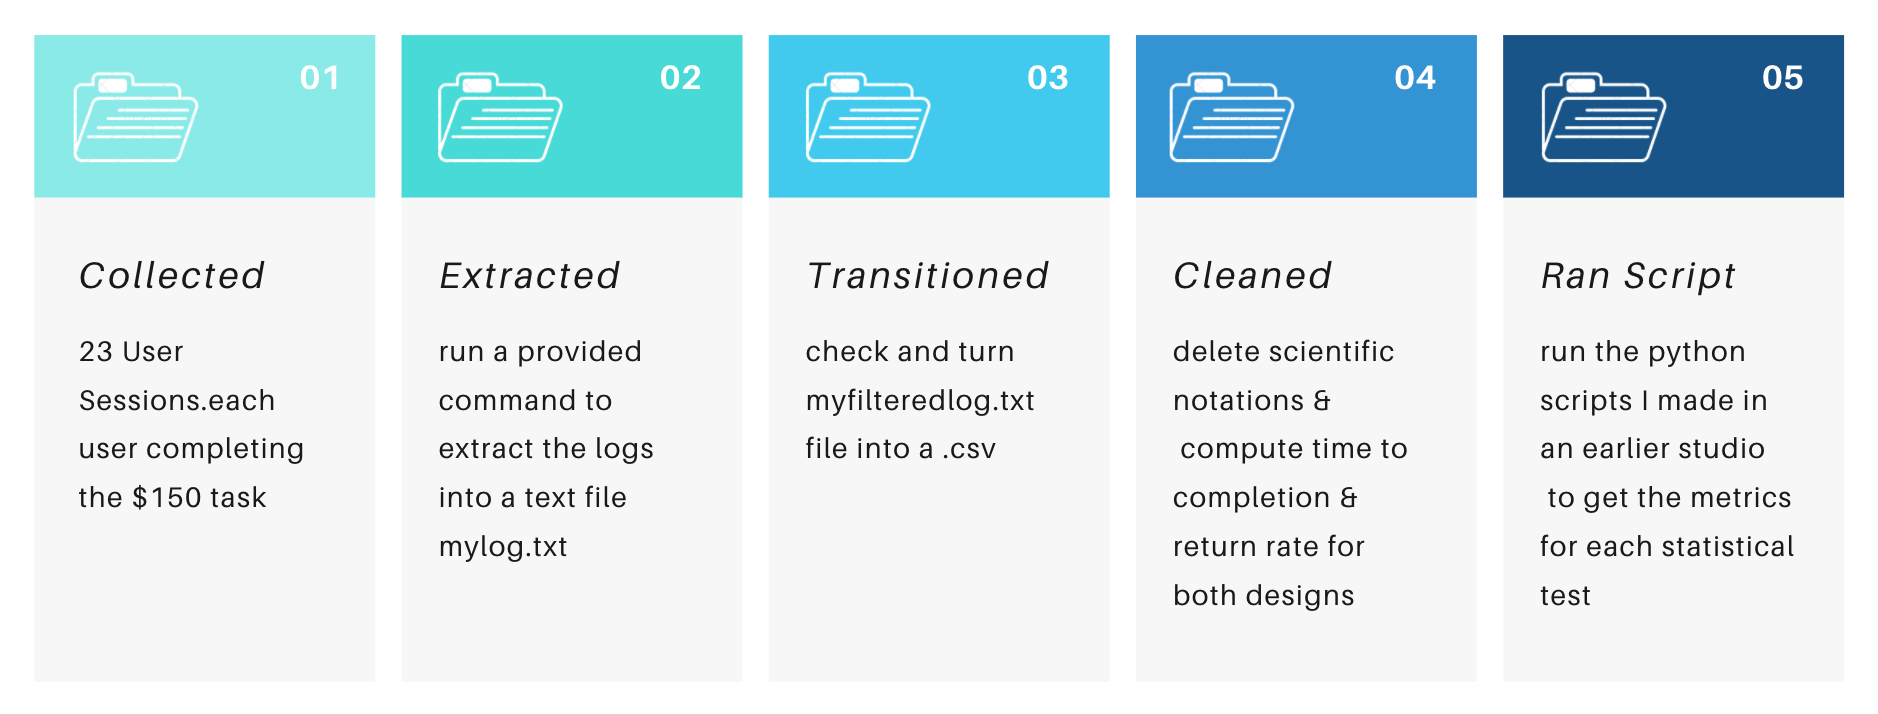 01
Collected
23 User
Sessions.each
user completing
the $150 task
02
Extracted
run a provided
command to
extract the logs
into a text file
mylog.txt
03
Transitioned
check and turn
myfilteredlog.txt
file into a .csv
04
Cleaned
delete scientific
notations &
compute time to
completion &
return rate for
both designs
05
Ran Script
run the python
scripts I made in
an earlier studio
to get the metrics
for each statistical
test